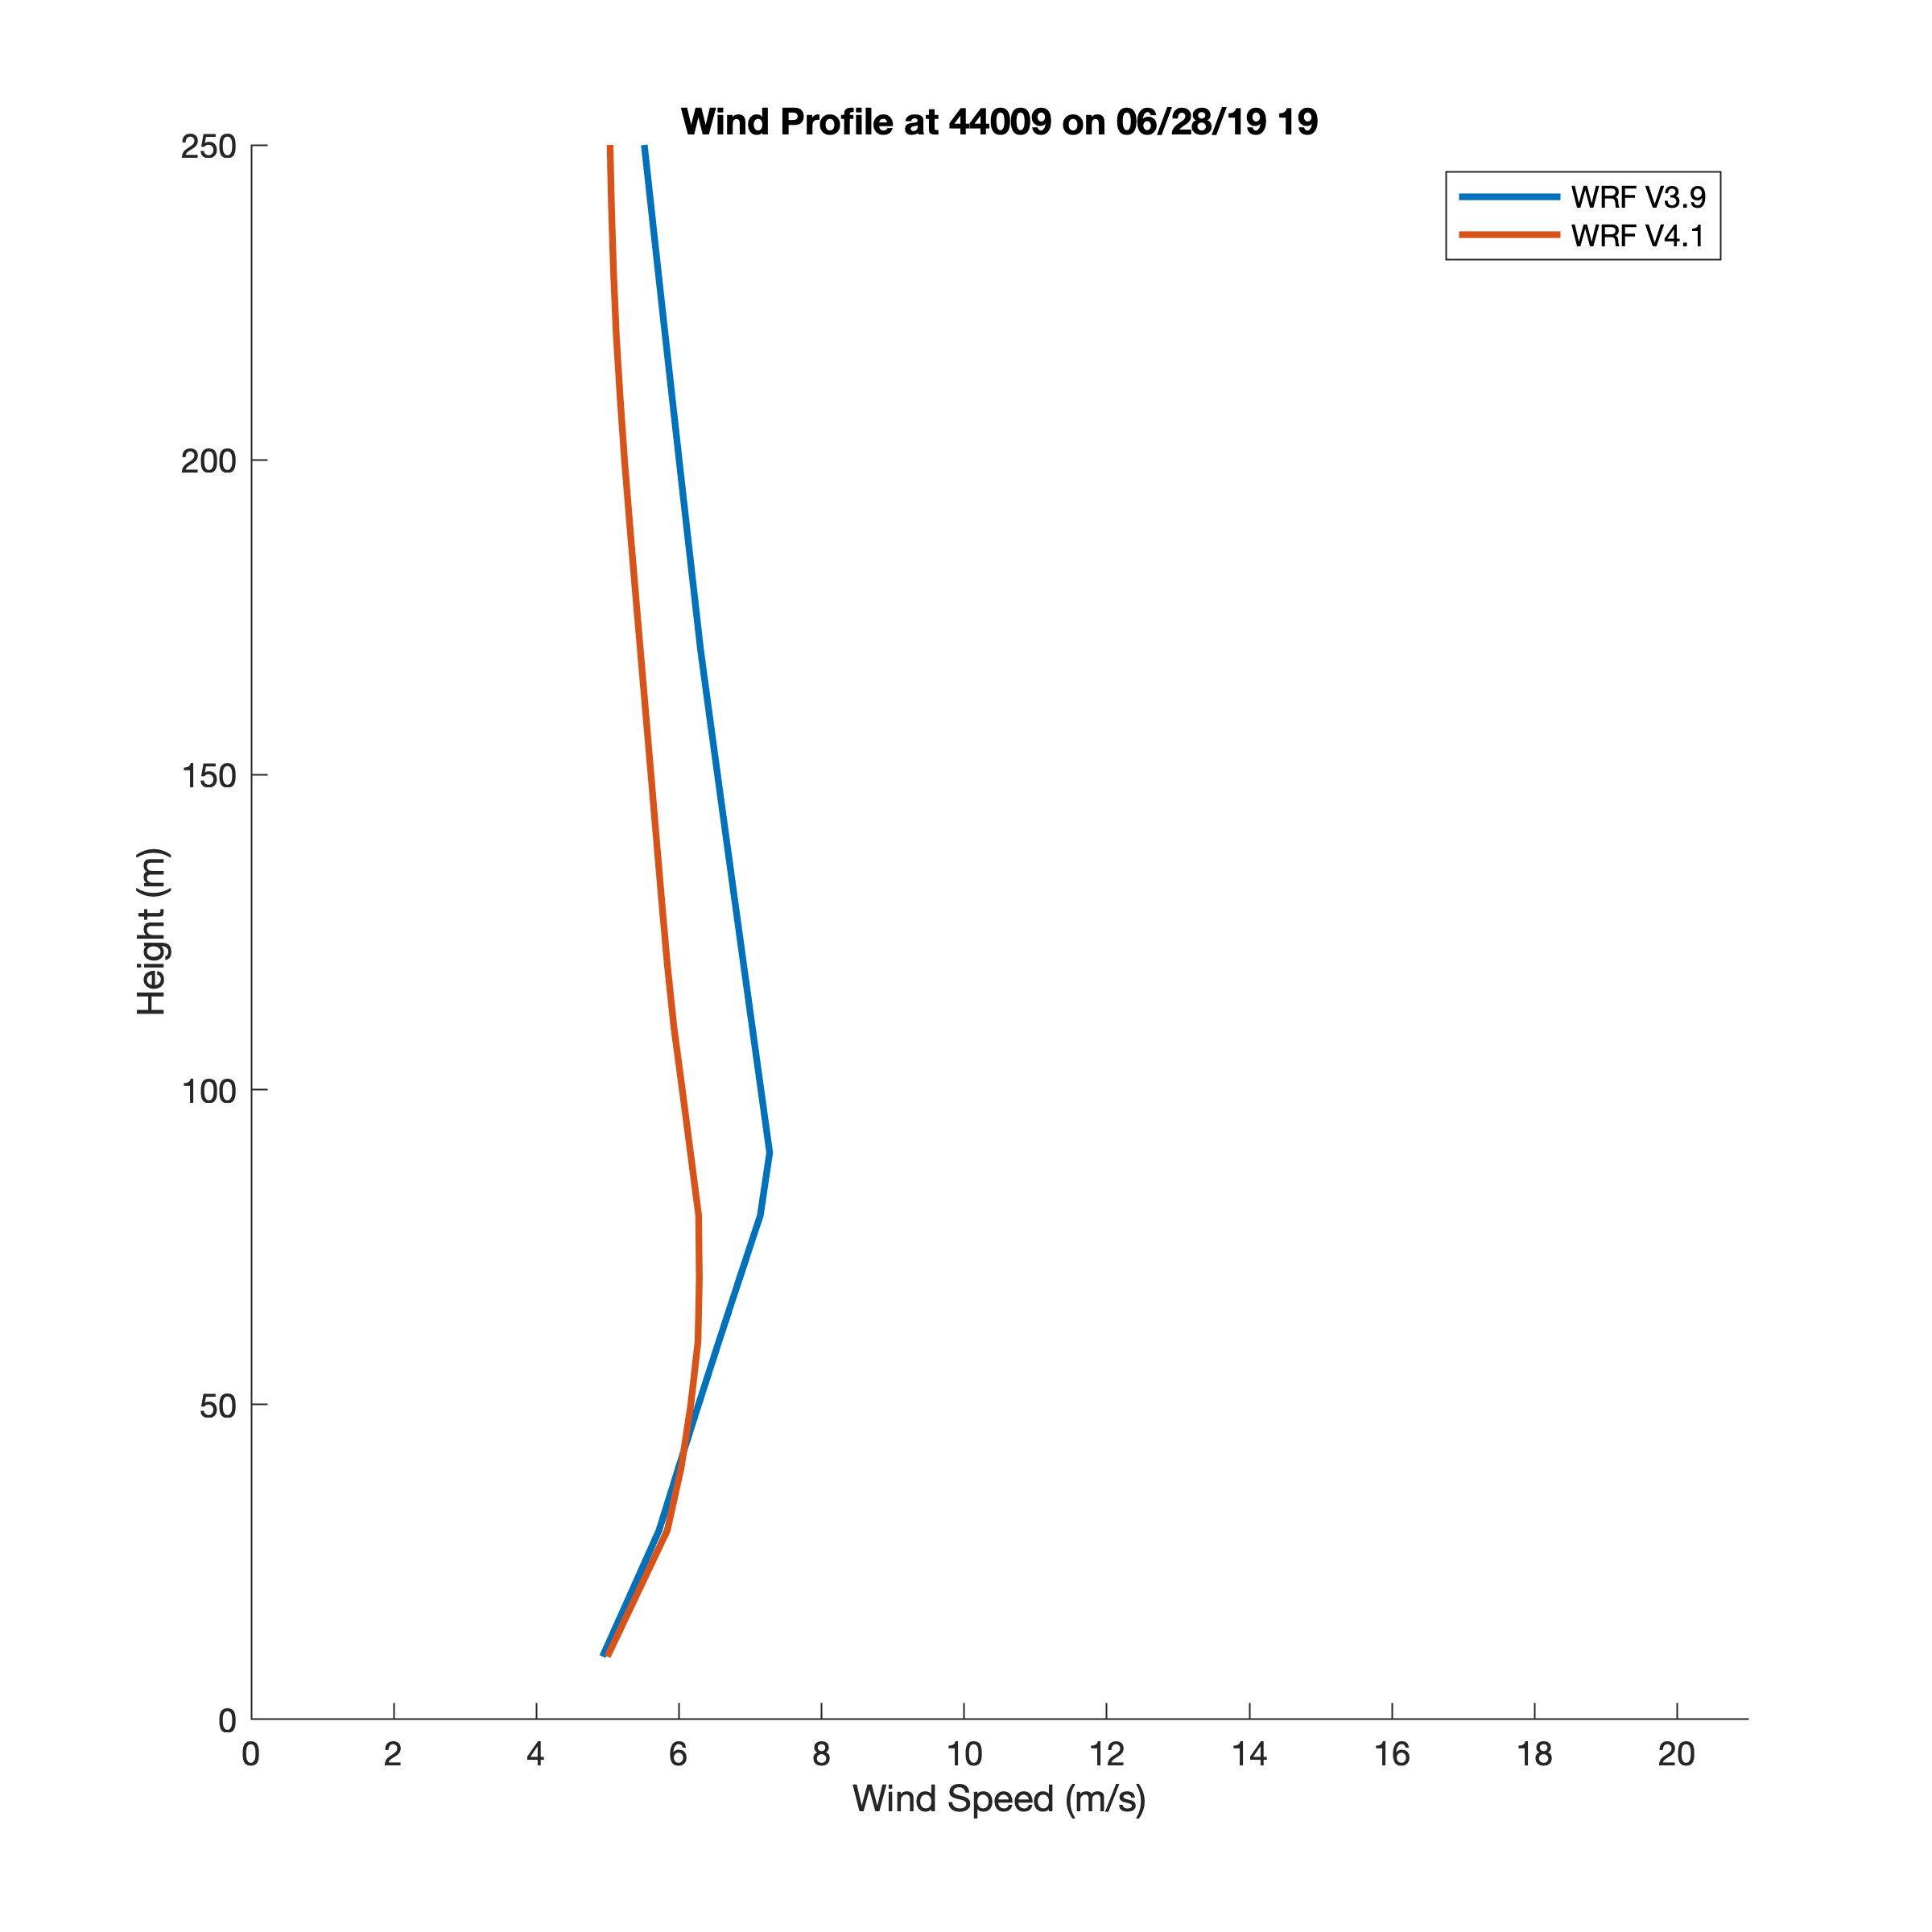 Wind Profile at 44009 on 06/28/19 19
WRF V3.9
WRF V4.1
Height (m)
250
200
150
100
50
0
0 2 4 6 8 10 12 14 16 18 20
Wind Speed (m/s)